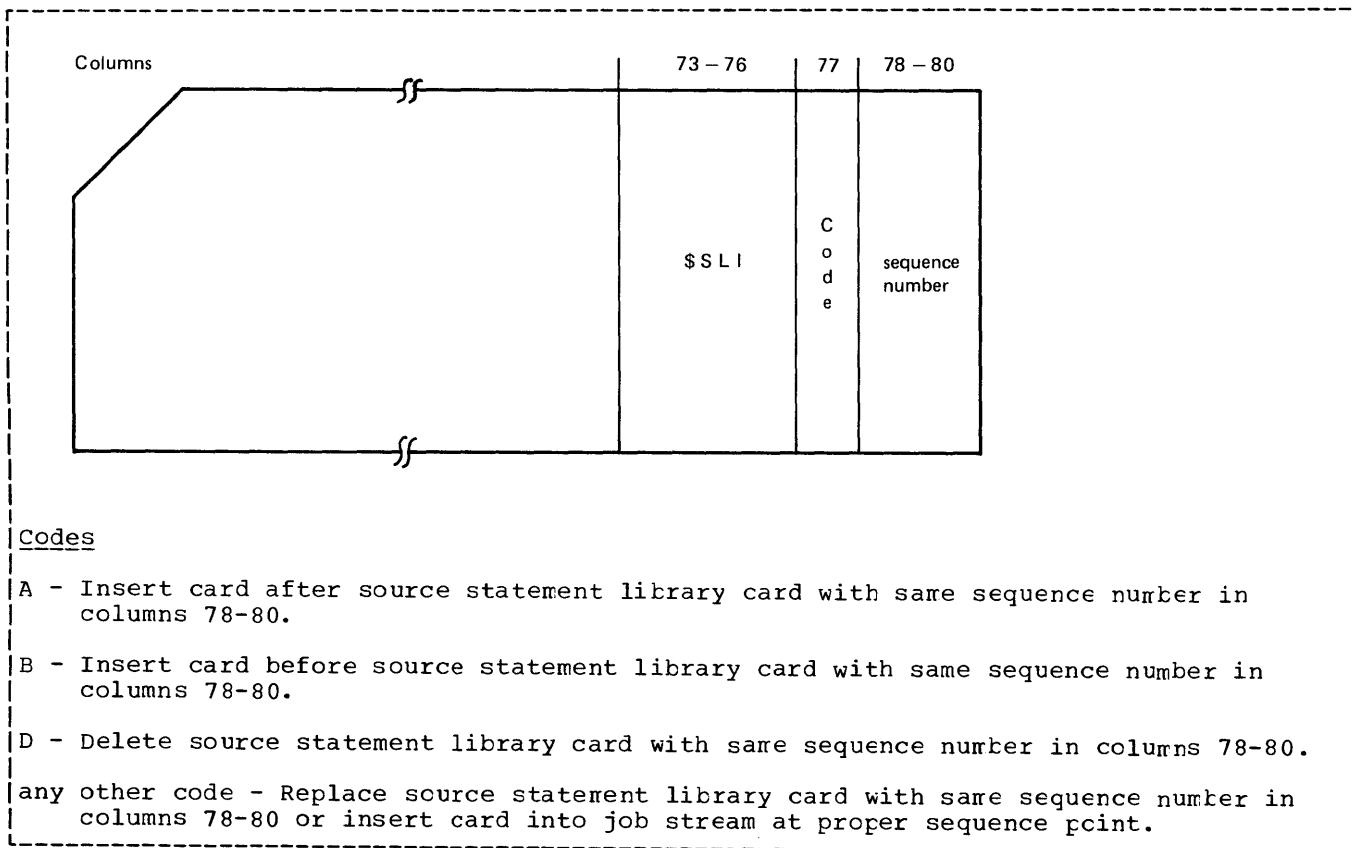 Columns 73 – 76 77 78 – 80
$ S L I
C
o
d
e
sequence
number
Codes
A - Insert card after source statement library card with same sequence number in
columns 78-80.
B - Insert card before source statement library card with same sequence number in
columns 78-80.
D - Delete source statement library card with same sequence number in columns 78-80.
any other code - Replace source statement library card with same sequence number in
columns 78-80 or insert card into job stream at proper sequence point.